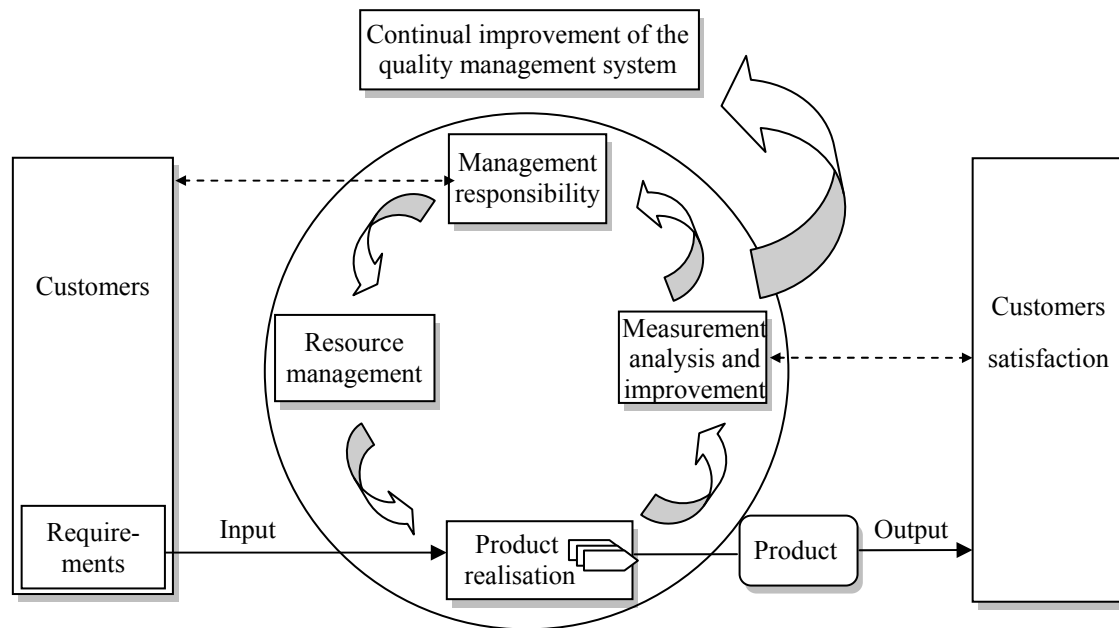 Continual improvement of the
quality management system
Management
responsibility
Customers
Resource
management
Measurement
analysis and
improvement
Customers
satisfaction
Require-
ments
Input
Product
realisation
Product
Output